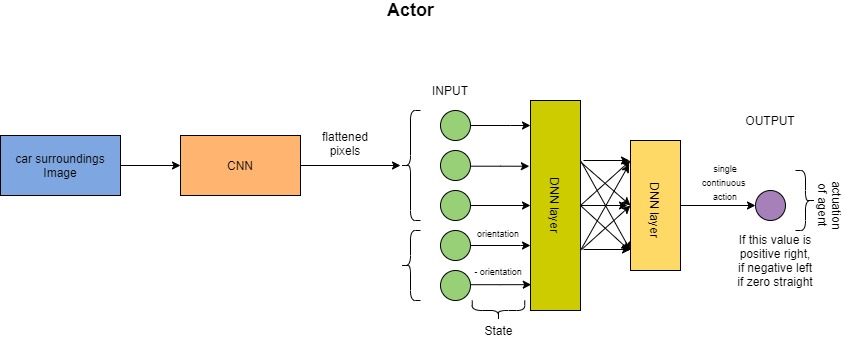 Actor
INPUT
OUTPUT
car surroundings
Image
CNN
flattened
pixels
DNN layer
DNN layer
single
continuous
action
actuation
of agent
orientation
- orientation
If this value is
positive right,
if negative left
if zero straight
State